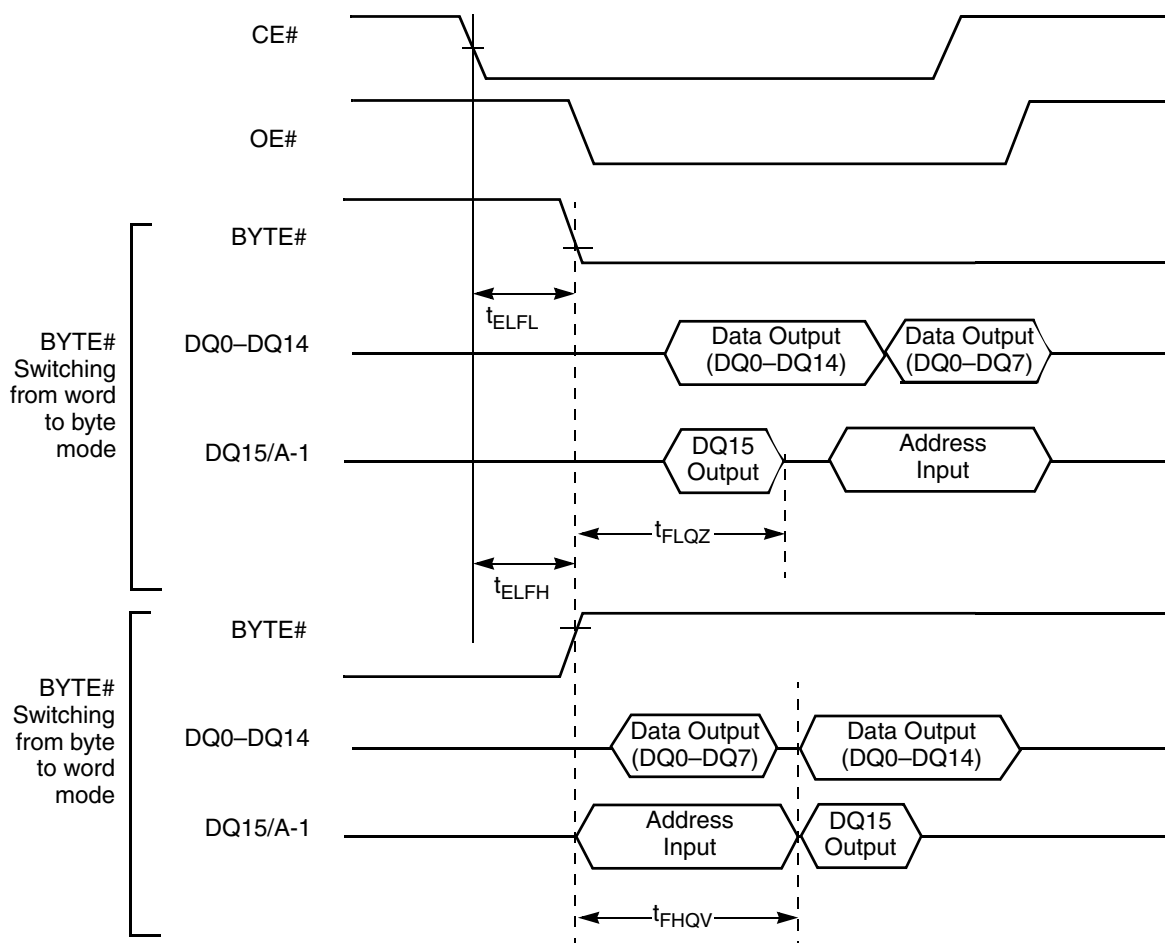 CE#
OE#
BYTE#
Switching
from word
to byte
mode
BYTE#
tELFL
DQ0–DQ14
Data Output
(DQ0–DQ14)
Data Output
(DQ0–DQ7)
DQ15/A-1
DQ15
Output
Address
Input
tFLQZ
tELFH
BYTE#
Switching
from byte
to word
mode
BYTE#
DQ0–DQ14
Data Output
(DQ0–DQ7)
Data Output
(DQ0–DQ14)
DQ15/A-1
Address
Input
DQ15
Output
tFHQV